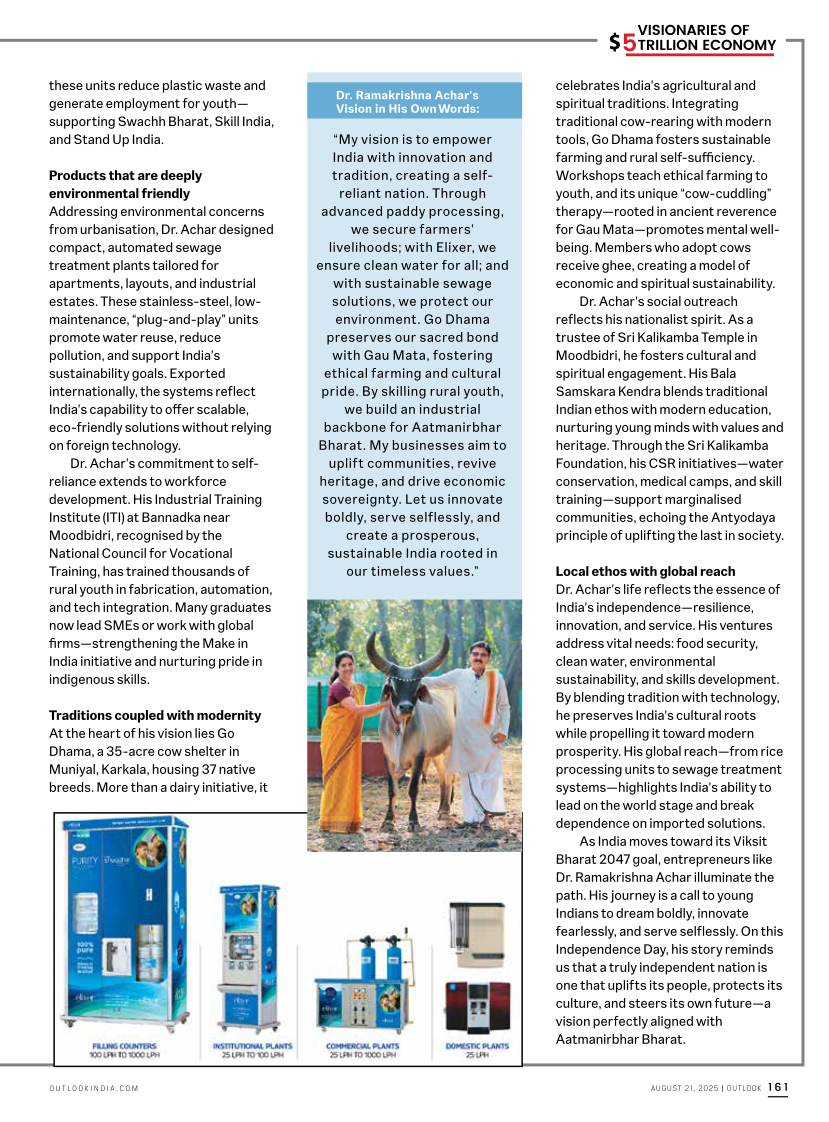 $5 VISIONARIES OF
TRILLION ECONOMY
these units reduce plastic waste and
generate employment for youth—
supporting Swachh Bharat, Skill India,
and Stand Up India.
Products that are deeply
environmental friendly
Addressing environmental concerns
from urbanisation, Dr. Achar designed
compact, automated sewage
treatment plants tailored for
apartments, layouts, and industrial
estates. These stainless-steel, low-
maintenance, “plug-and-play” units
promote water reuse, reduce
pollution, and support India’s
sustainability goals. Exported
internationally, the systems reflect
India’s capability to offer scalable,
eco-friendly solutions without relying
on foreign technology.
Dr. Achar’s commitment to self-
reliance extends to workforce
development. His Industrial Training
Institute (ITI) at Bannadka near
Moodbidri, recognised by the
National Council for Vocational
Training, has trained thousands of
rural youth in fabrication, automation,
and tech integration. Many graduates
now lead SMEs or work with global
firms—strengthening the Make in
India initiative and nurturing pride in
indigenous skills.
Traditions coupled with modernity
At the heart of his vision lies Go
Dhama, a 35-acre cow shelter in
Muniyal, Karkala, housing 37 native
breeds. More than a dairy initiative, it
Dr. Ramakrishna Achar’s
Vision in His Own Words:
“My vision is to empower
India with innovation and
tradition, creating a self-
reliant nation. Through
advanced paddy processing,
we secure farmers’
livelihoods; with Elixer, we
ensure clean water for all; and
with sustainable sewage
solutions, we protect our
environment. Go Dhama
preserves our sacred bond
with Gau Mata, fostering
ethical farming and cultural
pride. By skilling rural youth,
we build an industrial
backbone for Aatmanirbhar
Bharat. My businesses aim to
uplift communities, revive
heritage, and drive economic
sovereignty. Let us innovate
boldly, serve selflessly, and
create a prosperous,
sustainable India rooted in
our timeless values."
PURITY
100%
pure
elixer
FILLING COUNTERS
100 LPH TO 1000 LPH
INSTITUTIONAL PLANTS
25 LPH TO 100 LPH
COMMERCIAL PLANTS
25 LPH TO 1000 LPH
DOMESTIC PLANTS
25 LPH
celebrates India’s agricultural and
spiritual traditions. Integrating
traditional cow-rearing with modern
tools, Go Dhama fosters sustainable
farming and rural self-sufficiency.
Workshops teach ethical farming to
youth, and its unique “cow-cuddling”
therapy—rooted in ancient reverence
for Gau Mata—promotes mental well-
being. Members who adopt cows
receive ghee, creating a model of
economic and spiritual sustainability.
Dr. Achar’s social outreach
reflects his nationalist spirit. As a
trustee of Sri Kalikamba Temple in
Moodbidri, he fosters cultural and
spiritual engagement. His Bala
Samskara Kendra blends traditional
Indian ethos with modern education,
nurturing young minds with values and
heritage. Through the Sri Kalikamba
Foundation, his CSR initiatives—water
conservation, medical camps, and skill
training—support marginalised
communities, echoing the Antyodaya
principle of uplifting the last in society.
Local ethos with global reach
Dr. Achar’s life reflects the essence of
India’s independence—resilience,
innovation, and service. His ventures
address vital needs: food security,
clean water, environmental
sustainability, and skills development.
By blending tradition with technology,
he preserves India’s cultural roots
while propelling it toward modern
prosperity. His global reach—from rice
processing units to sewage treatment
systems—highlights India’s ability to
lead on the world stage and break
dependence on imported solutions.
As India moves toward its Viksit
Bharat 2047 goal, entrepreneurs like
Dr. Ramakrishna Achar illuminate the
path. His journey is a call to young
Indians to dream boldly, innovate
fearlessly, and serve selflessly. On this
Independence Day, his story reminds
us that a truly independent nation is
one that uplifts its people, protects its
culture, and steers its own future—a
vision perfectly aligned with
Aatmanirbhar Bharat.
OUTLOOKINDIA.COM
AUGUST 21, 2025 | OUTLOOK 161